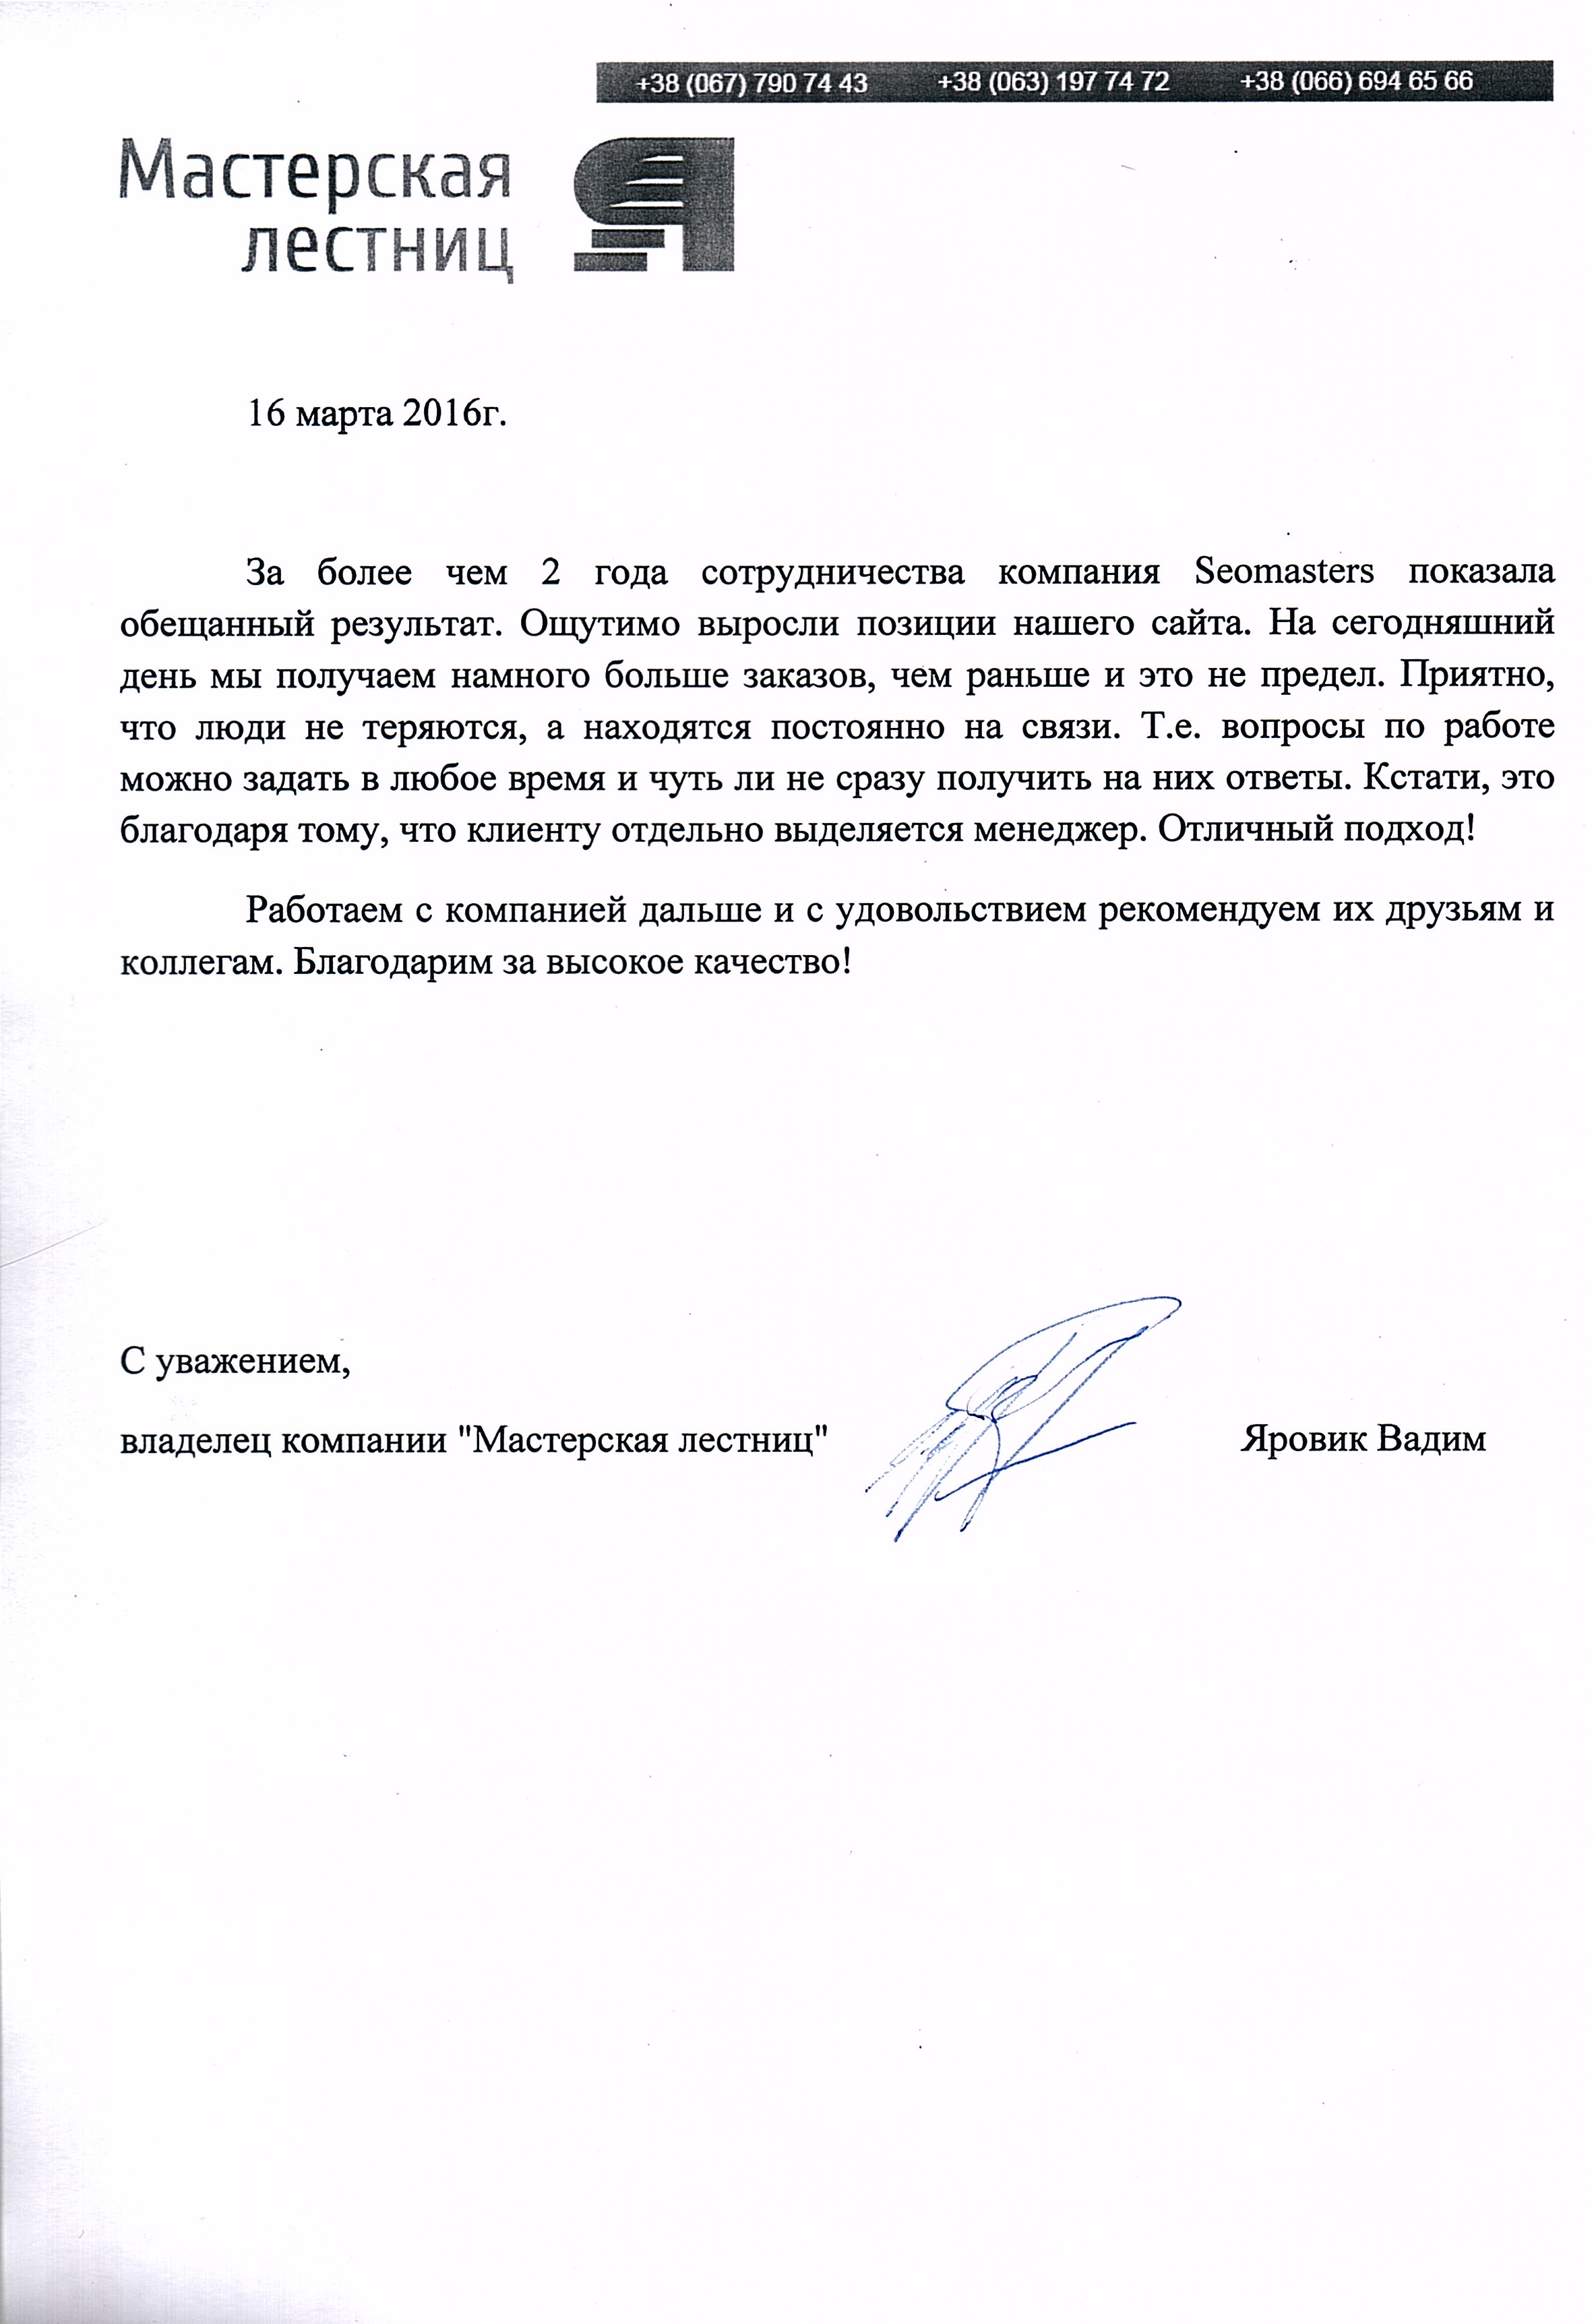 +38 (067) 790 74 43 +38 (063) 197 74 72 +38 (066) 694 65 66
Мастерская
лестниц
16 марта 2016г.
За более чем 2 года сотрудничества компания Seomasters показала
обещанный результат. Ощутимо выросли позиции нашего сайта. На сегодняшний
день мы получаем намного больше заказов, чем раньше и это не предел. Приятно,
что люди не теряются, а находятся постоянно на связи. Т.е. вопросы по работе
можно задать в любое время и чуть ли не сразу получить на них ответы. Кстати, это
благодаря тому, что клиенту отдельно выделяется менеджер. Отличный подход!
Работаем с компанией дальше и с удовольствием рекомендуем их друзьям и
коллегам. Благодарим за высокое качество!
С уважением,
владелец компании "Мастерская лестниц" Яровик Вадим